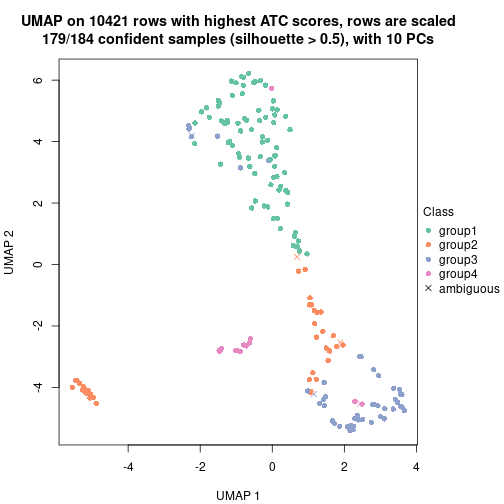 UMAP on 10421 rows with highest ATC scores, rows are scaled
179/184 confident samples (silhouette > 0.5), with 10 PCs
6
4
2
0
-2
-4
UMAP 2
-4
-2
0
2
4
UMAP 1
Class
group1
group2
group3
group4
ambiguous